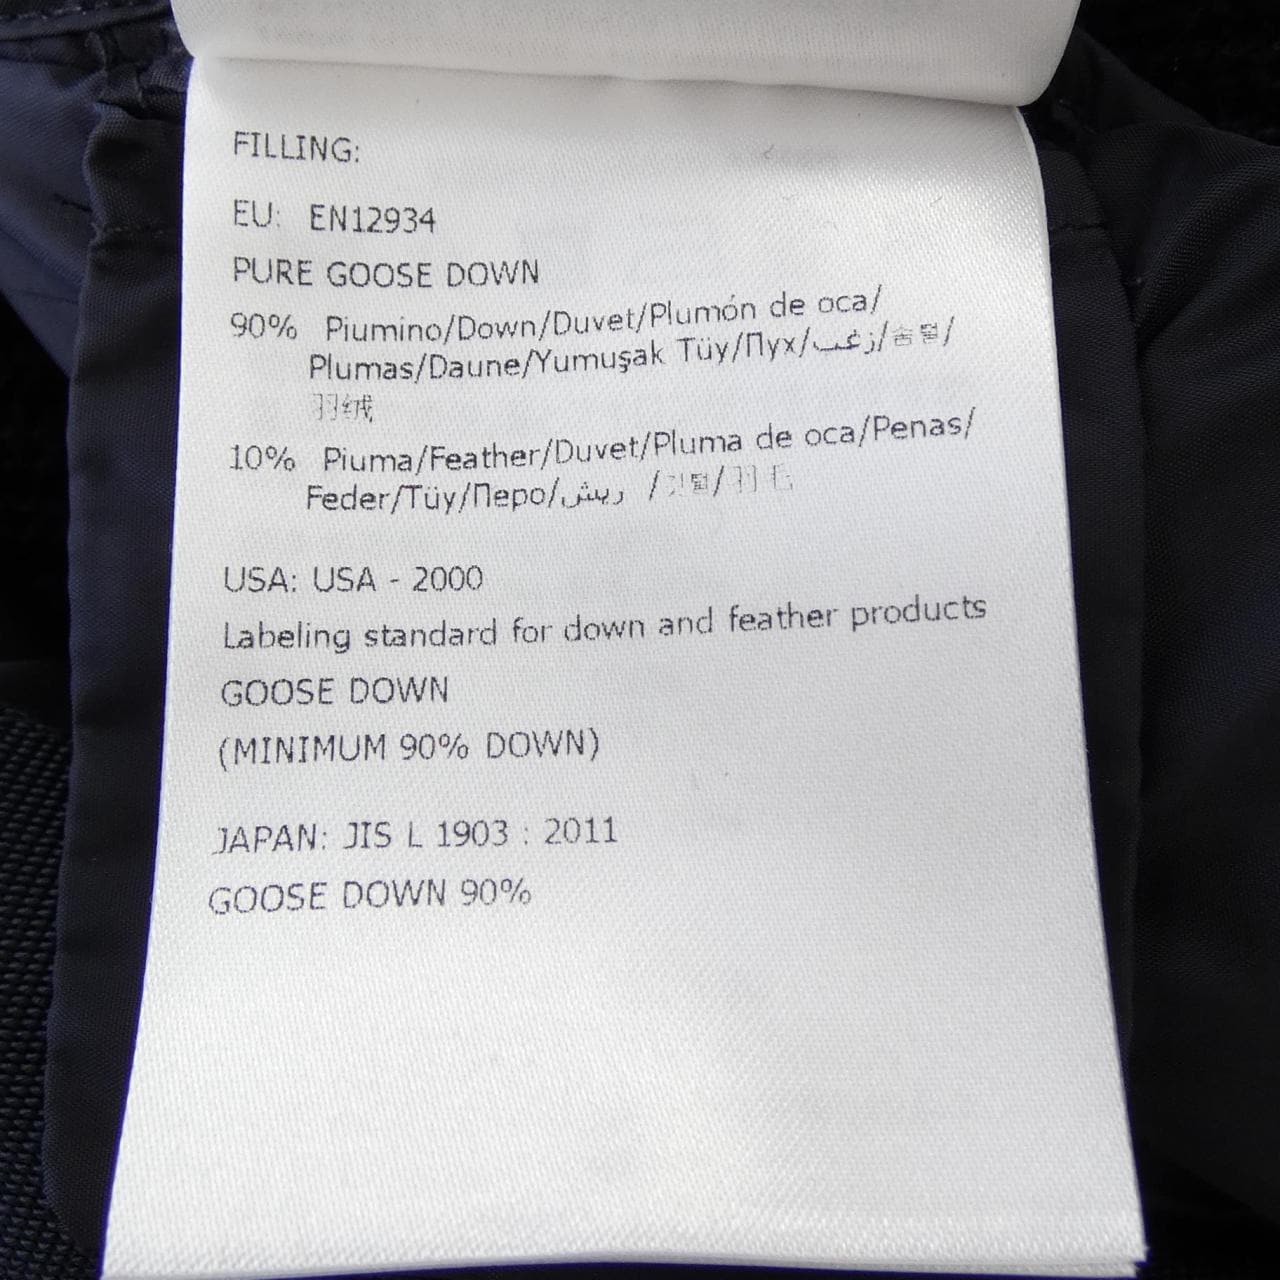 FILLING:
EU: EN12934
PURE GOOSE DOWN
90% Piumino/Down/Duvet/Plumón de oca/
Plumas/Daune/Yumuşak Tüy/Пух/زغب/솜털/
羽绒
10% Piuma/Feather/Duvet/Pluma de oca/Penas/
Feder/Tüy/Перо/ريش /깃털/羽毛
USA: USA - 2000
Labeling standard for down and feather products
GOOSE DOWN
(MINIMUM 90% DOWN)
JAPAN: JIS L 1903 : 2011
GOOSE DOWN 90%